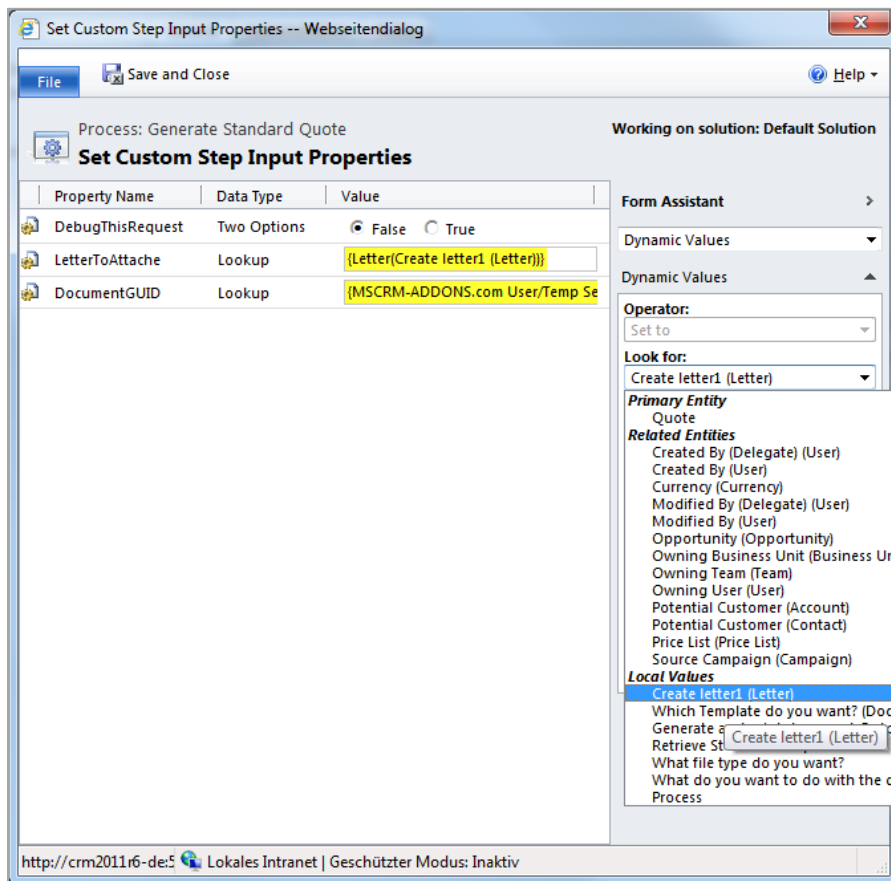 Set Custom Step Input Properties -- Webseitendialog
File
Save and Close
Help
Process: Generate Standard Quote
Working on solution: Default Solution
Set Custom Step Input Properties
Property Name Data Type Value
DebugThisRequest Two Options False True
LetterToAttache Lookup {Letter(Create letter1 (Letter))}
DocumentGUID Lookup {MSCRM-ADDONS.com User/Temp Se
Form Assistant
Dynamic Values
Dynamic Values
Operator:
Set to
Look for:
Create letter1 (Letter)
Primary Entity
Quote
Related Entities
Created By (Delegate) (User)
Created By (User)
Currency (Currency)
Modified By (Delegate) (User)
Modified By (User)
Opportunity (Opportunity)
Owning Business Unit (Business Un
Owning Team (Team)
Owning User (User)
Potential Customer (Account)
Potential Customer (Contact)
Price List (Price List)
Source Campaign (Campaign)
Local Values
Create letter1 (Letter)
Which Template do you want? (Doc
Generate a
Create letter1 (Letter)
Retrieve St
What file type do you want?
What do you want to do with the d
Process
http://crm2011r6-de:5 Lokales Intranet | Geschützter Modus: Inaktiv